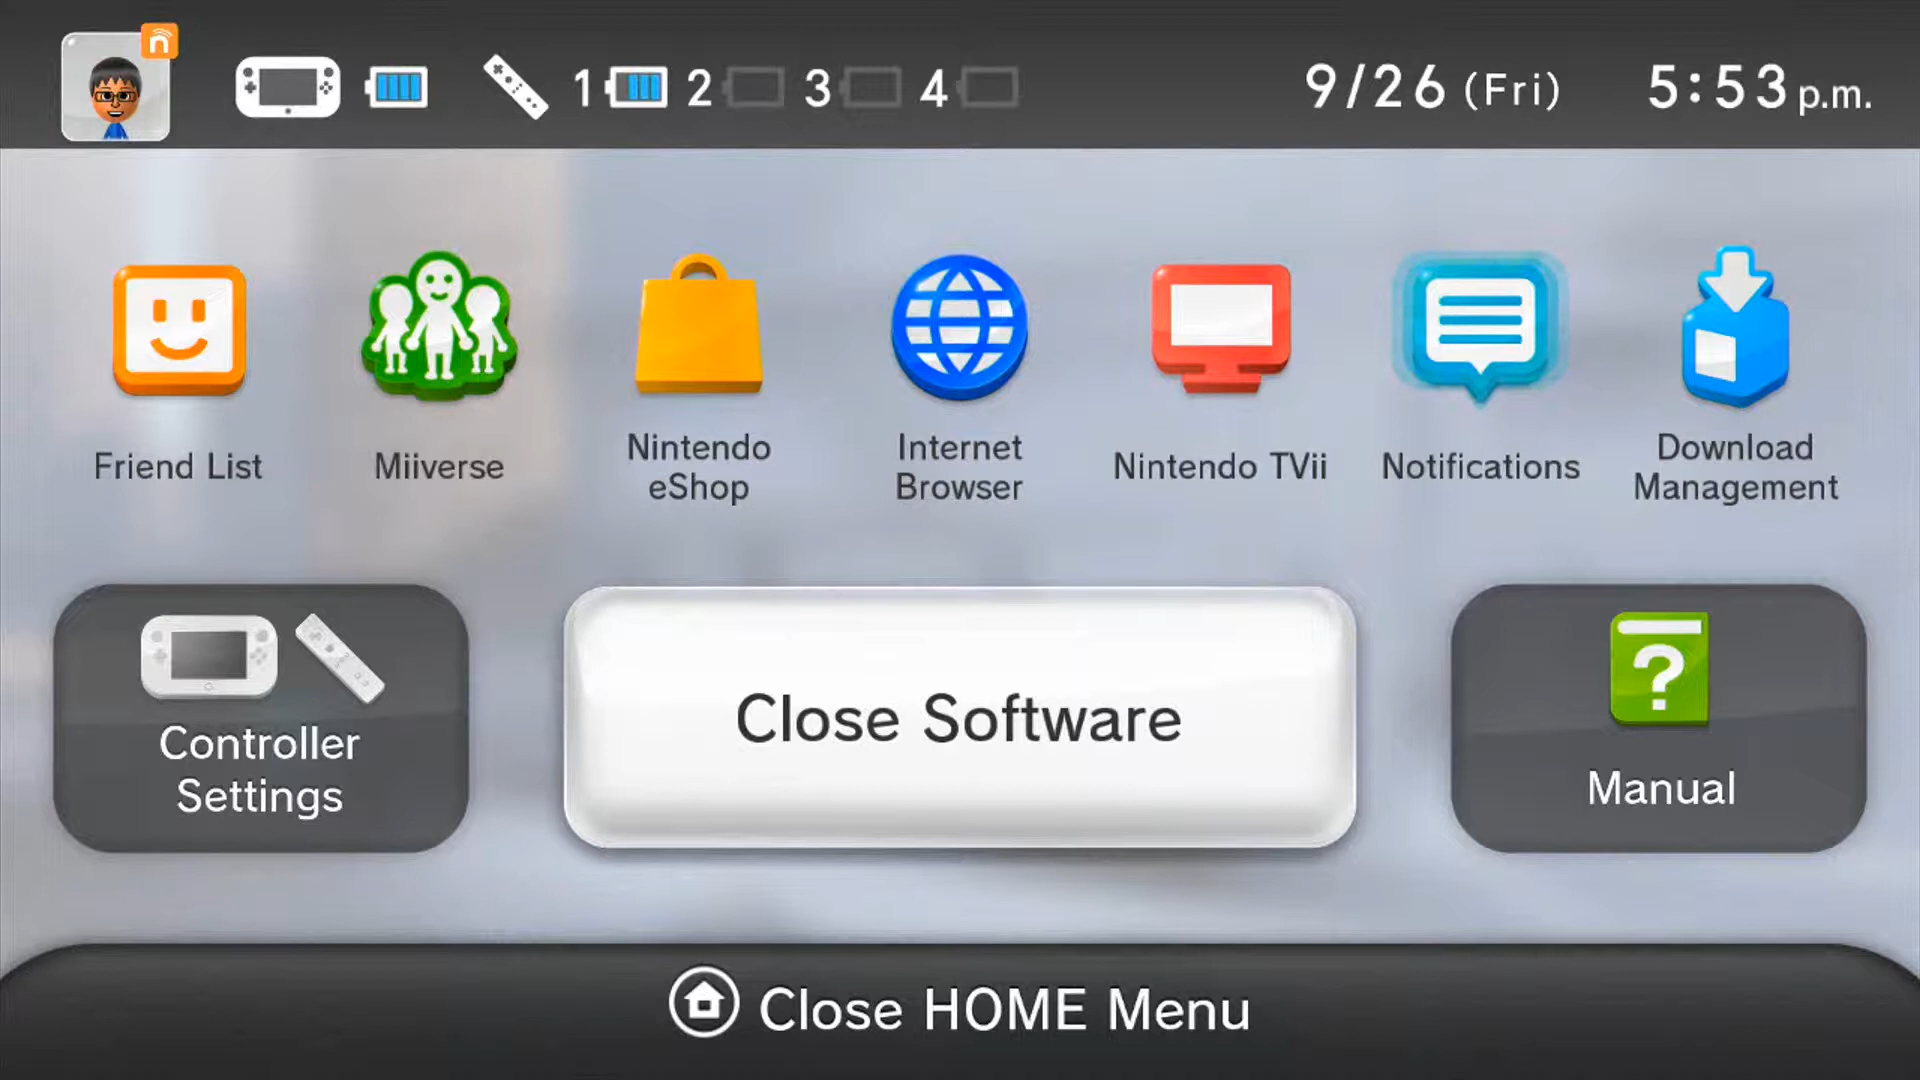 1 2 3 4 9/26 (Fri) 5:53 p.m.
Friend List
Miiverse
Nintendo
eShop
Internet
Browser
Nintendo TVii
Notifications
Download
Management
Controller
Settings
Close Software
?
Manual
Close HOME Menu